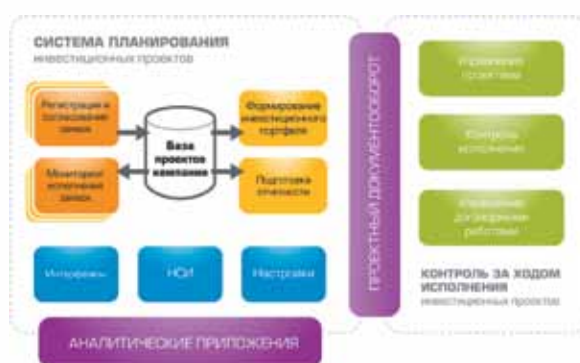 СИСТЕМА ПЛАНИРОВАНИЯ
инвестиционных проектов
Регистрация и
согласование
заявок
База
проектов
компании
Формирование
инвестиционного
портфеля
Мониторинг
исполнения
заявок
Подготовка
отчетности
Интерфейсы
НСИ
Настройки
АНАЛИТИЧЕСКИЕ ПРИЛОЖЕНИЯ
ПРОЕКТНЫЙ ДОКУМЕНТООБОРОТ
Управление
проектами
Контроль
исполнения
Управление
договорными
работами
КОНТРОЛЬ ЗА ХОДОМ
ИСПОЛНЕНИЯ
инвестиционных проектов